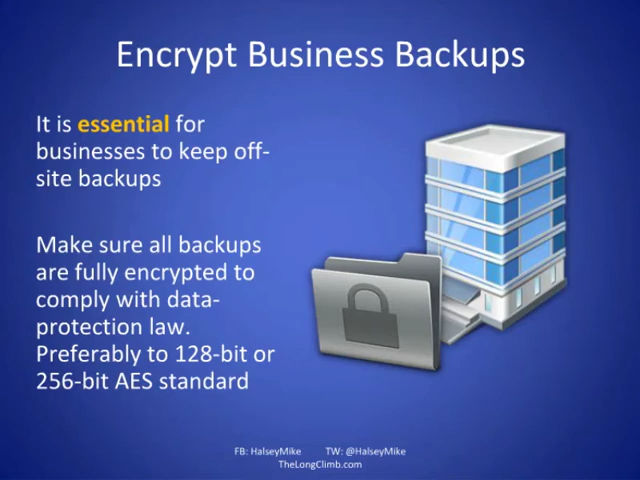 Encrypt Business Backups
It is essential for
businesses to keep off-
site backups
Make sure all backups
are fully encrypted to
comply with data-
protection law.
Preferably to 128-bit or
256-bit AES standard
FB: HalseyMike TW: @HalseyMike
TheLongClimb.com